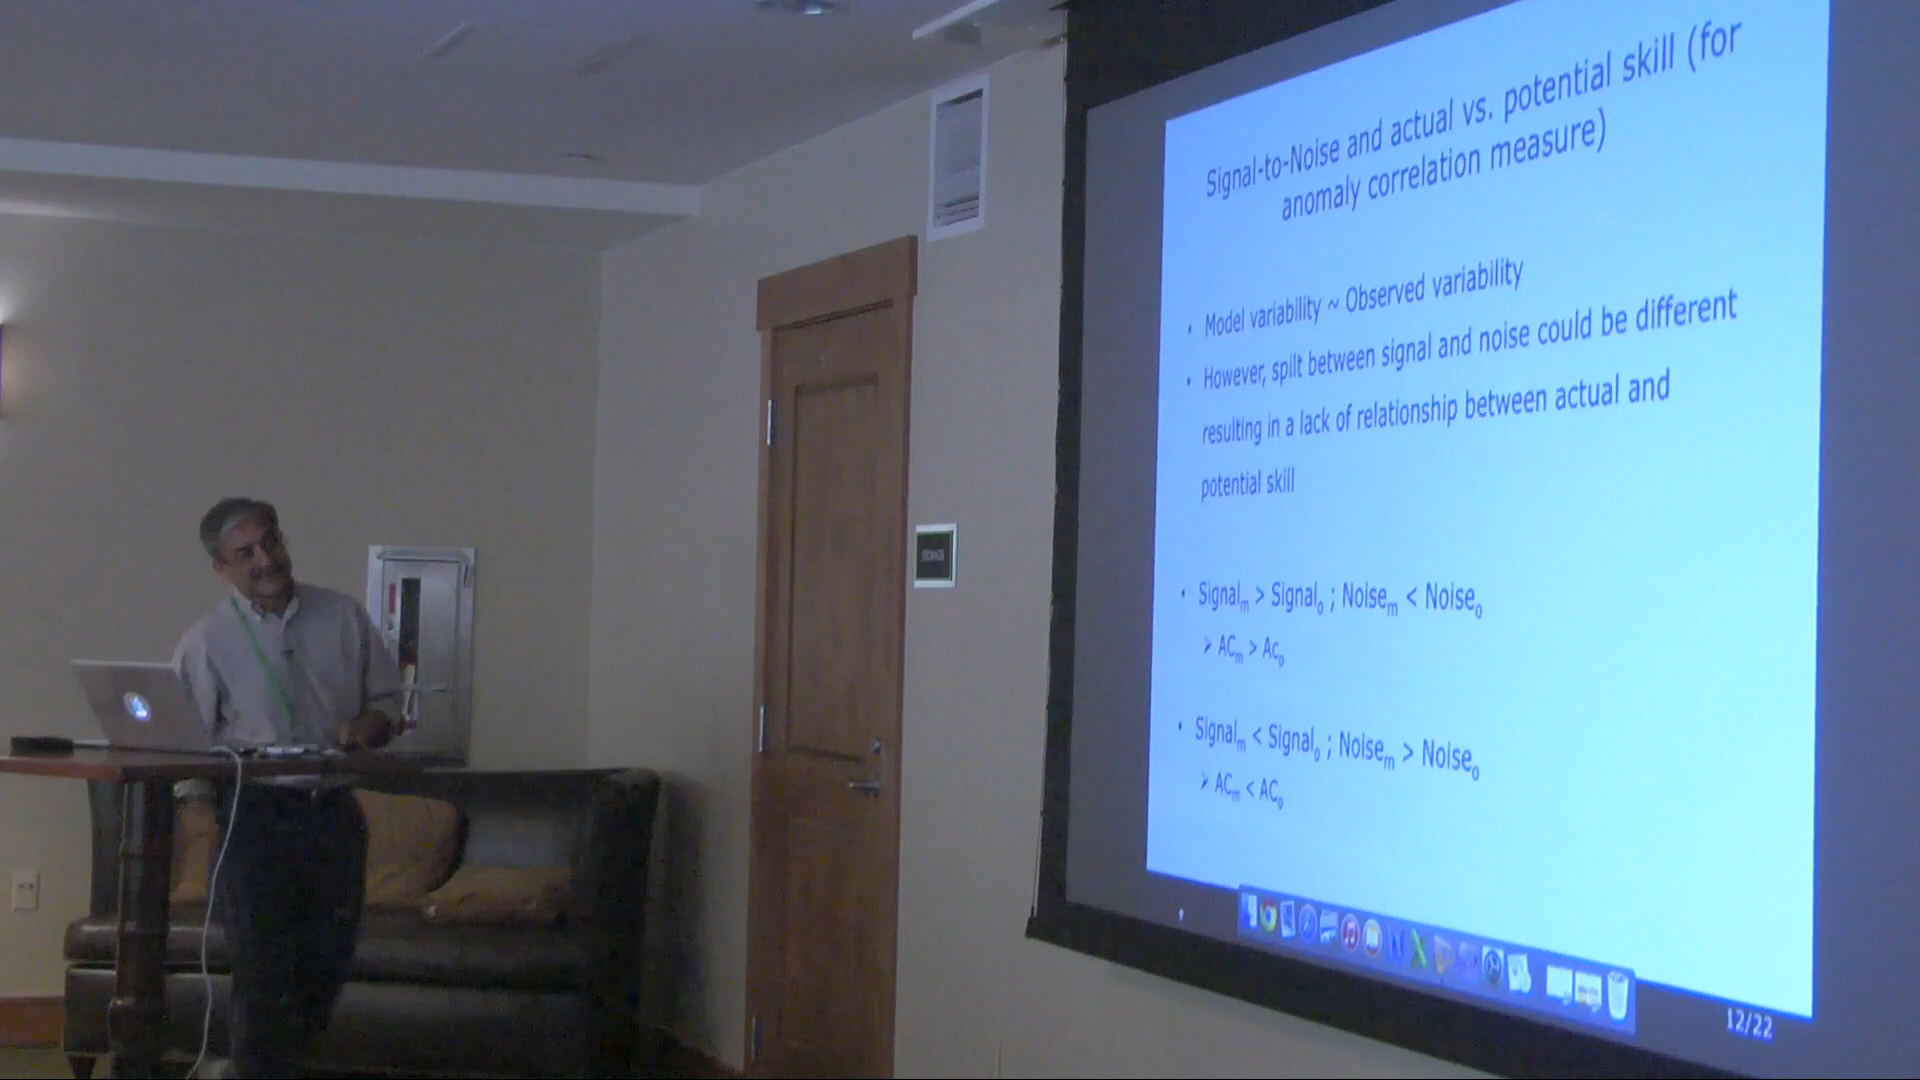 Signal-to-Noise and actual vs. potential skill (for
anomaly correlation measure)
• Model variability ~ Observed variability
• However, spilt between signal and noise could be different
resulting in a lack of relationship between actual and
potential skill
• Signalm > Signalo ; Noisem < Noiseo
➢ ACm > Aco
• Signalm < Signalo ; Noisem > Noiseo
➢ ACm < ACo
12/22
STORAGE